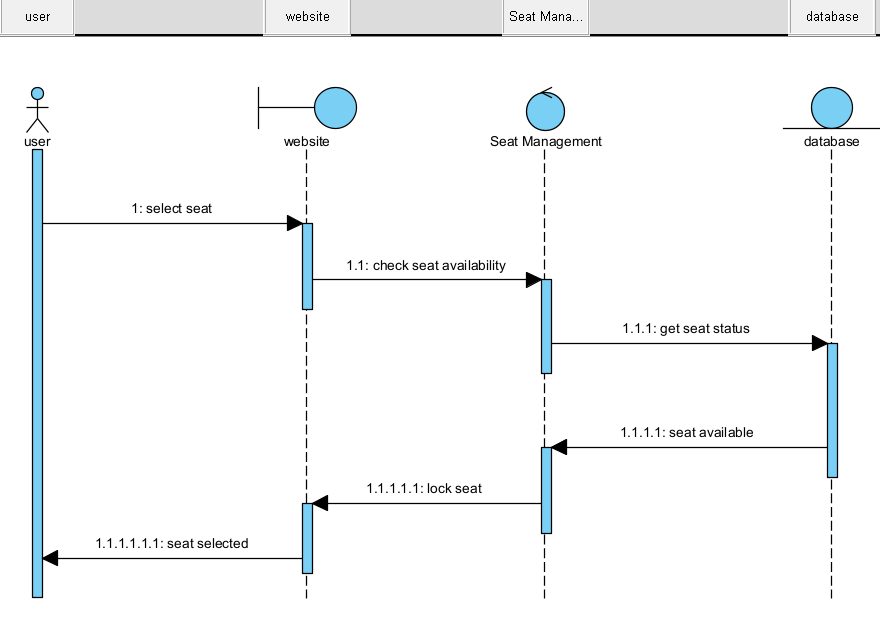 user
website
Seat Mana...
database
user
website
Seat Management
database
1: select seat
1.1: check seat availability
1.1.1: get seat status
1.1.1.1: seat available
1.1.1.1.1: lock seat
1.1.1.1.1.1: seat selected